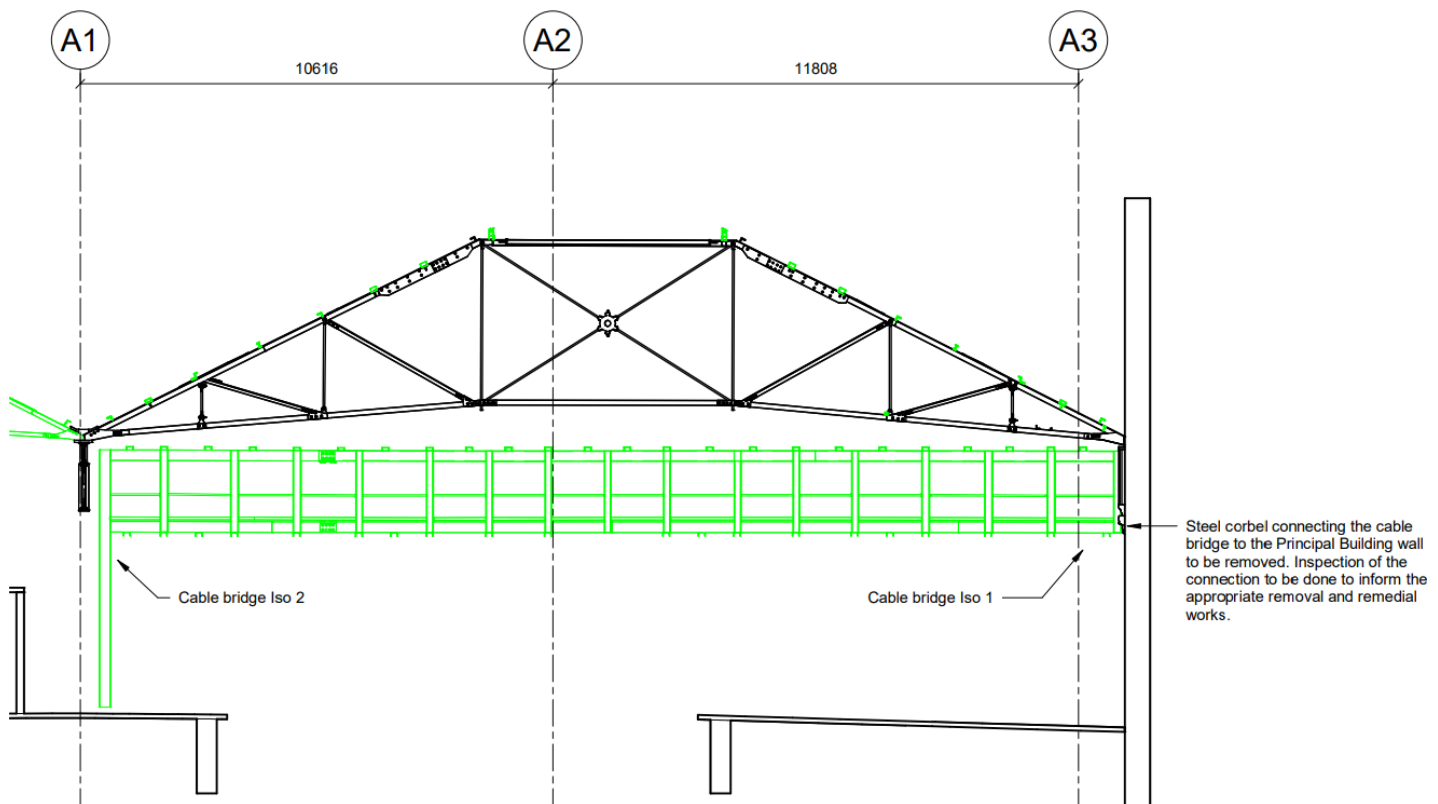 A1
A2
A3
10616
11808
Steel corbel connecting the cable
bridge to the Principal Building wall
to be removed. Inspection of the
connection to be done to inform the
appropriate removal and remedial
works.
Cable bridge Iso 2
Cable bridge Iso 1